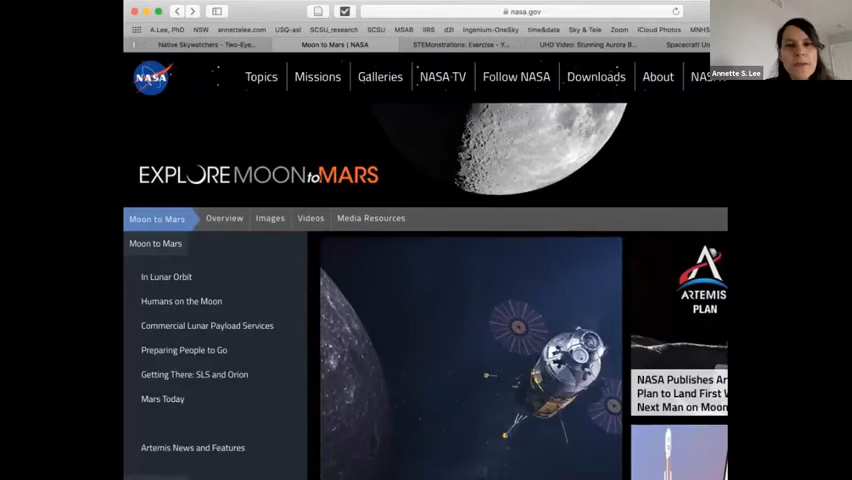 nasa.gov
A.Lee, PhD NSW annettelee.com USQ-asl SCSU_research SCSU MSAB IIRS d2l Ingenium-OneSky time&date Sky & Tele Zoom iCloud Photos MNHS
Native Skywatchers - Two-Eye... Moon to Mars | NASA STEMonstrations: Exercise - Y... UHD Video: Stunning Aurora B... Spacecraft Un
Annette S. Lee
NASA Topics Missions Galleries NASA TV Follow NASA Downloads About
EXPLORE MOON to MARS
Moon to Mars Overview Images Videos Media Resources
Moon to Mars
In Lunar Orbit
Humans on the Moon
Commercial Lunar Payload Services
Preparing People to Go
Getting There: SLS and Orion
Mars Today
Artemis News and Features
ARTEMIS
PLAN
NASA Publishes Ar
Plan to Land First W
Next Man on Moon